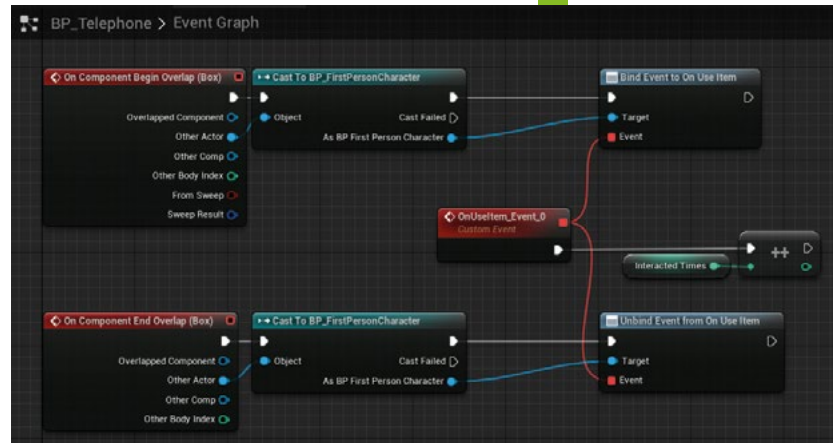 BP_Telephone > Event Graph
On Component Begin Overlap (Box)
Overlapped Component
Other Actor
Other Comp
Other Body Index
From Sweep
Sweep Result
Cast To BP_FirstPersonCharacter
Object
Cast Failed
As BP First Person Character
Bind Event to On Use Item
Target
Event
OnUseItem_Event_0
Custom Event
Interacted Times
++
On Component End Overlap (Box)
Overlapped Component
Other Actor
Other Comp
Other Body Index
Cast To BP_FirstPersonCharacter
Object
Cast Failed
As BP First Person Character
Unbind Event from On Use Item
Target
Event